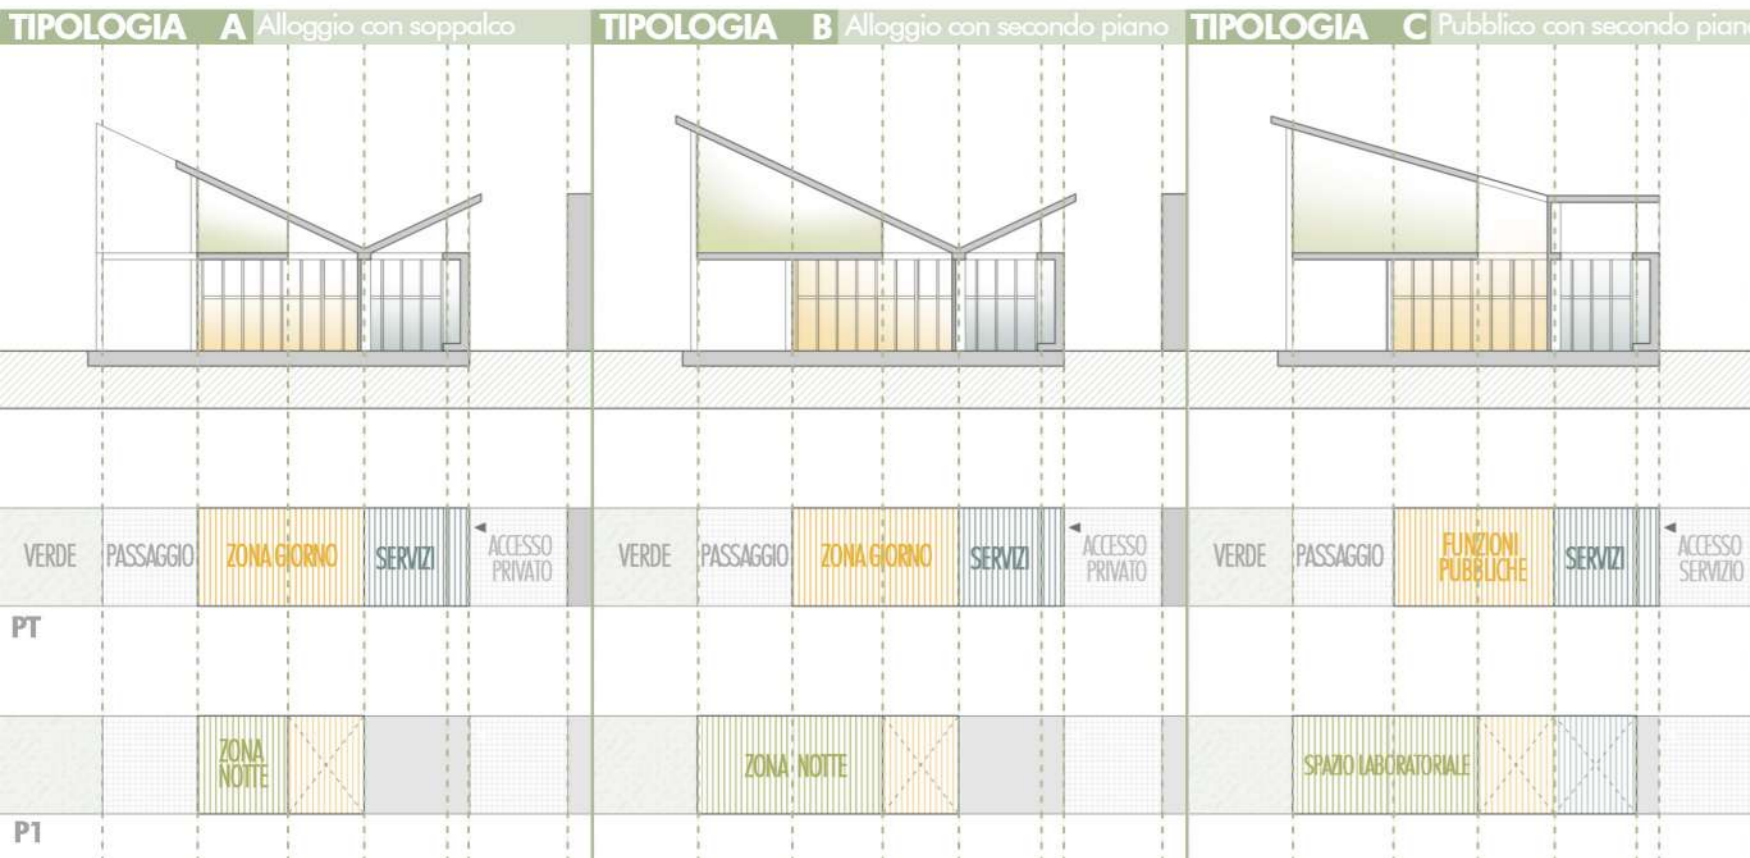 TIPOLOGIA A Alloggio con soppalco
TIPOLOGIA B Alloggio con secondo piano
TIPOLOGIA C Pubblico con secondo piano
VERDE
PASSAGGIO
ZONA GIORNO
SERVIZI
ACCESSO
PRIVATO
VERDE
PASSAGGIO
ZONA GIORNO
SERVIZI
ACCESSO
PRIVATO
VERDE
PASSAGGIO
FUNZIONI
PUBBLICHE
SERVIZI
ACCESSO
SERVIZIO
PT
ZONA
NOTTE
ZONA NOTTE
SPAZIO LABORATORIALE
P1